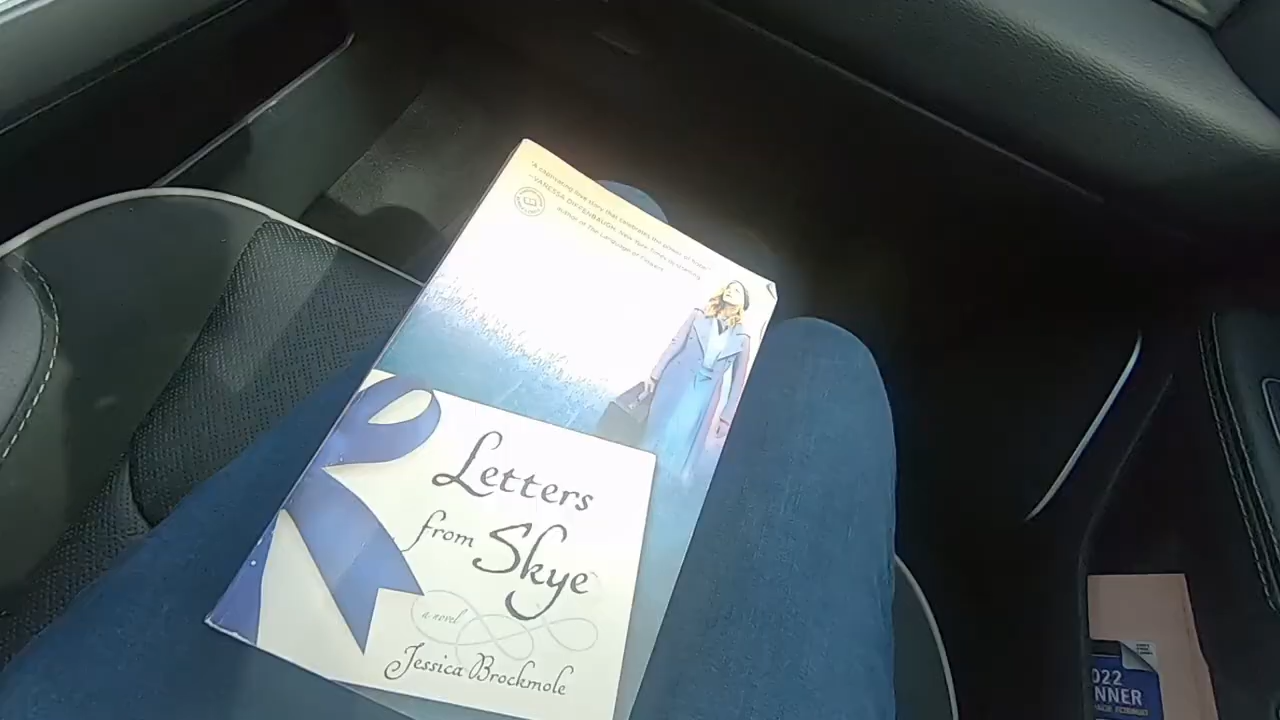 "A captivating love story that celebrates the power of hope."
—VANESSA DIFFENBAUGH, New York Times bestselling
author of The Language of Flowers
Letters
from Skye
a novel
Jessica Brockmole
022
NNER